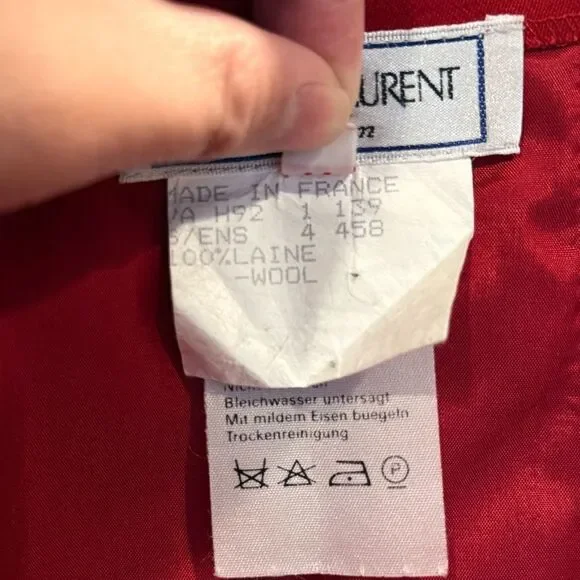 URENT
MADE IN FRANCE
/A H92 1 139
S/ENS 4 458
100%LAINE
-WOOL
Bleichwasser untersagt
Mit mildem Eisen buegeln
Trockenreinigung
P